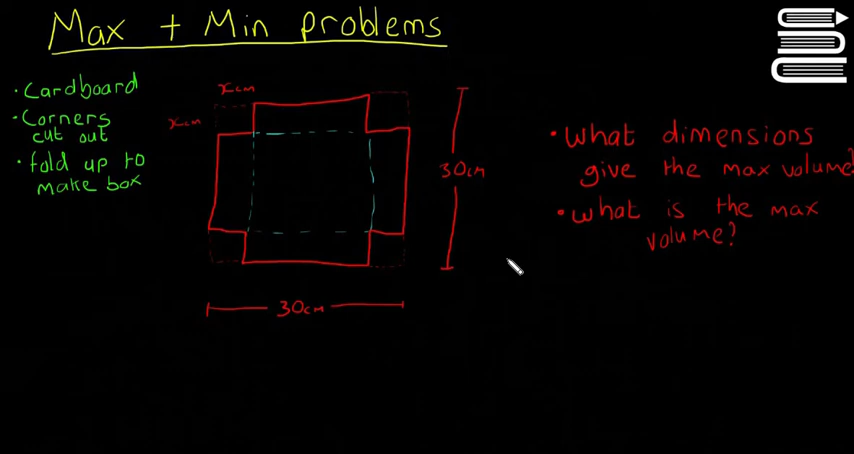 Max + Min problems
· Cardboard
· Corners
cut out
· fold up to
make box
xcm
xcm
30cm
30cm
· What dimensions
give the max volume?
· What is the max
volume?